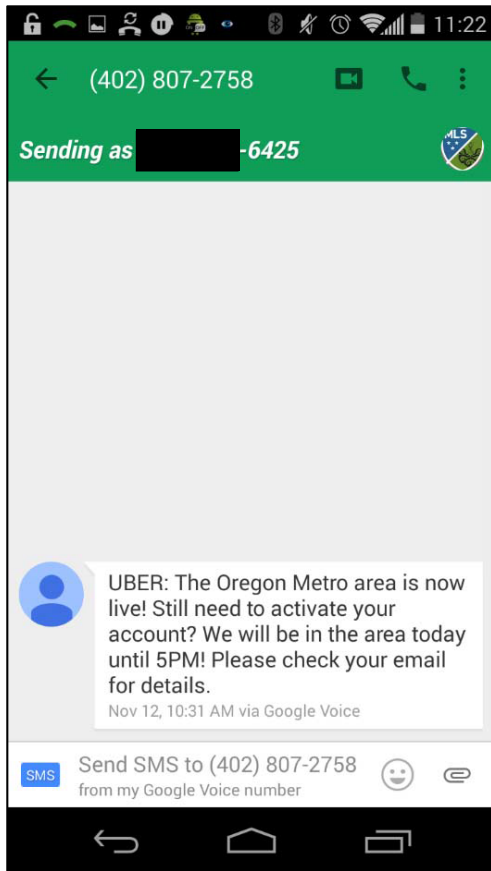 11:22
(402) 807-2758
Sending as
-6425
MLS
UBER: The Oregon Metro area is now
live! Still need to activate your
account? We will be in the area today
until 5PM! Please check your email
for details.
Nov 12, 10:31 AM via Google Voice
SMS
Send SMS to (402) 807-2758
from my Google Voice number